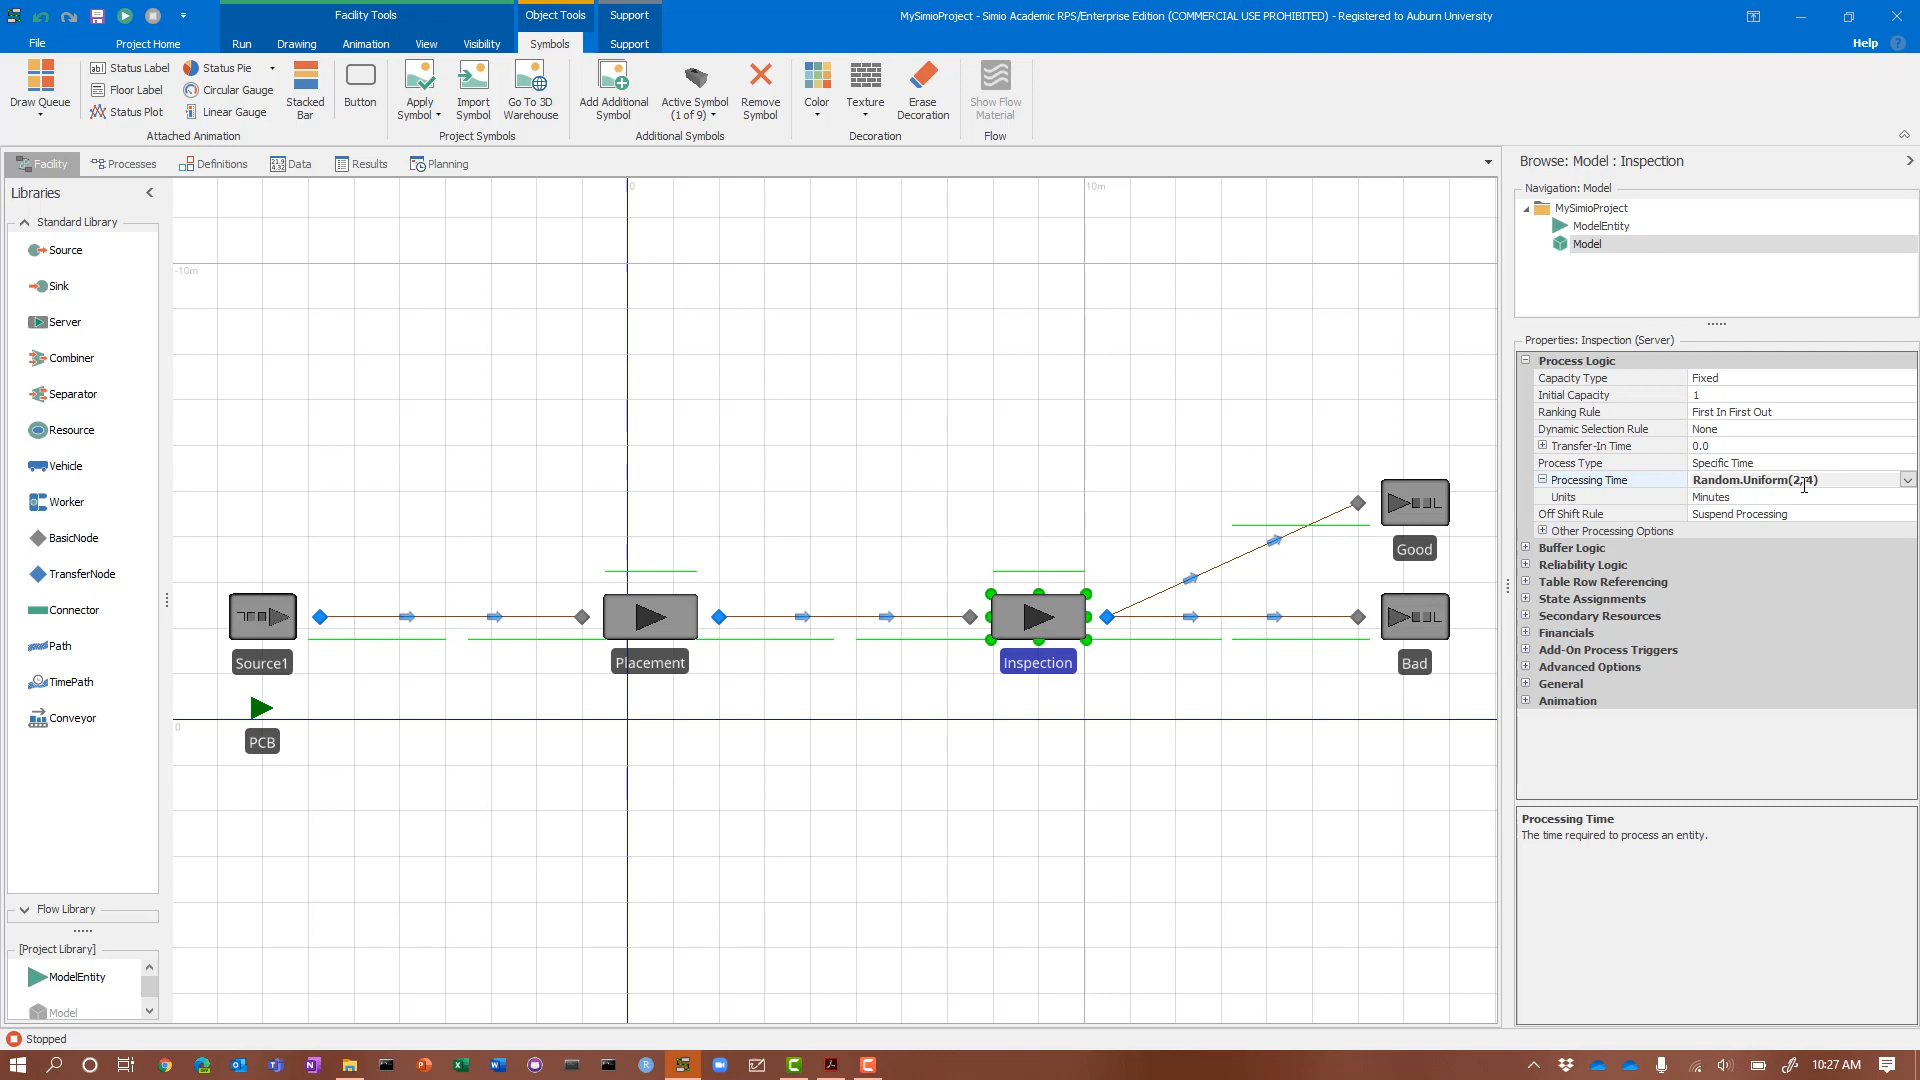 Facility Tools
Object Tools
Support
MySimioProject - Simio Academic RPS/Enterprise Edition (COMMERCIAL USE PROHIBITED) - Registered to Auburn University
File
Project Home
Run
Drawing
Animation
View
Visibility
Symbols
Support
Help
Draw Queue
Status Label
Floor Label
Status Plot
Status Pie
Circular Gauge
Linear Gauge
Stacked Bar
Button
Apply Symbol
Import Symbol
Go To 3D Warehouse
Add Additional Symbol
Active Symbol (1 of 9)
Remove Symbol
Color
Texture
Erase Decoration
Show Flow Material
Attached Animation
Project Symbols
Additional Symbols
Decoration
Flow
Facility
Processes
Definitions
Data
Results
Planning
Libraries
Standard Library
Source
Sink
Server
Combiner
Separator
Resource
Vehicle
Worker
BasicNode
TransferNode
Connector
Path
TimePath
Conveyor
Flow Library
[Project Library]
ModelEntity
Model
0
10m
-10m
0
Source1
PCB
Placement
Inspection
Good
Bad
Browse: Model : Inspection
Navigation: Model
MySimioProject
ModelEntity
Model
Properties: Inspection (Server)
Process Logic
Capacity Type Fixed
Initial Capacity 1
Ranking Rule First In First Out
Dynamic Selection Rule None
Transfer-In Time 0.0
Process Type Specific Time
Processing Time Random.Uniform(2,4)
Units Minutes
Off Shift Rule Suspend Processing
Other Processing Options
Buffer Logic
Reliability Logic
Table Row Referencing
State Assignments
Secondary Resources
Financials
Add-On Process Triggers
Advanced Options
General
Animation
Processing Time
The time required to process an entity.
Stopped
10:27 AM